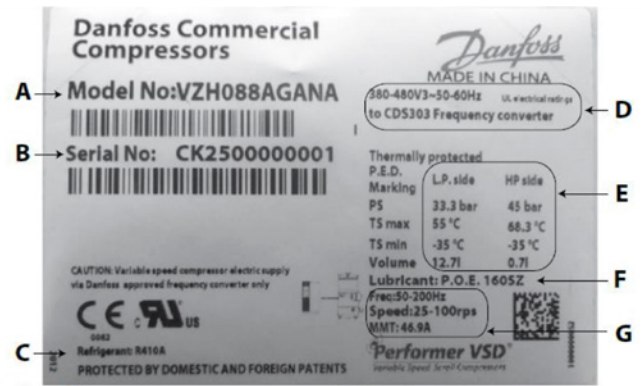 Danfoss Commercial
Compressors
Danfoss
MADE IN CHINA
A
Model No:VZH088AGANA
380-480V3~50-60Hz UL electrical ratings
to CDS303 Frequency converter
D
B
Serial No: CK2500000001
Thermally protected
P.E.D.
Marking L.P. side HP side
PS 33.3 bar 45 bar
TS max 55 °C 68.3 °C
TS min -35 °C -35 °C
Volume 12.7l 0.7l
E
Lubricant: P.O.E. 160SZ
F
CAUTION: Variable speed compressor electric supply
via Danfoss approved frequency converter only
Freq:50-200Hz
Speed:25-100rps
MMT: 46.9A
G
CE
0062
c RU US
C
Refrigerant: R410A
2012
PROTECTED BY DOMESTIC AND FOREIGN PATENTS
Performer VSD®
Variable Speed Scroll Compressors